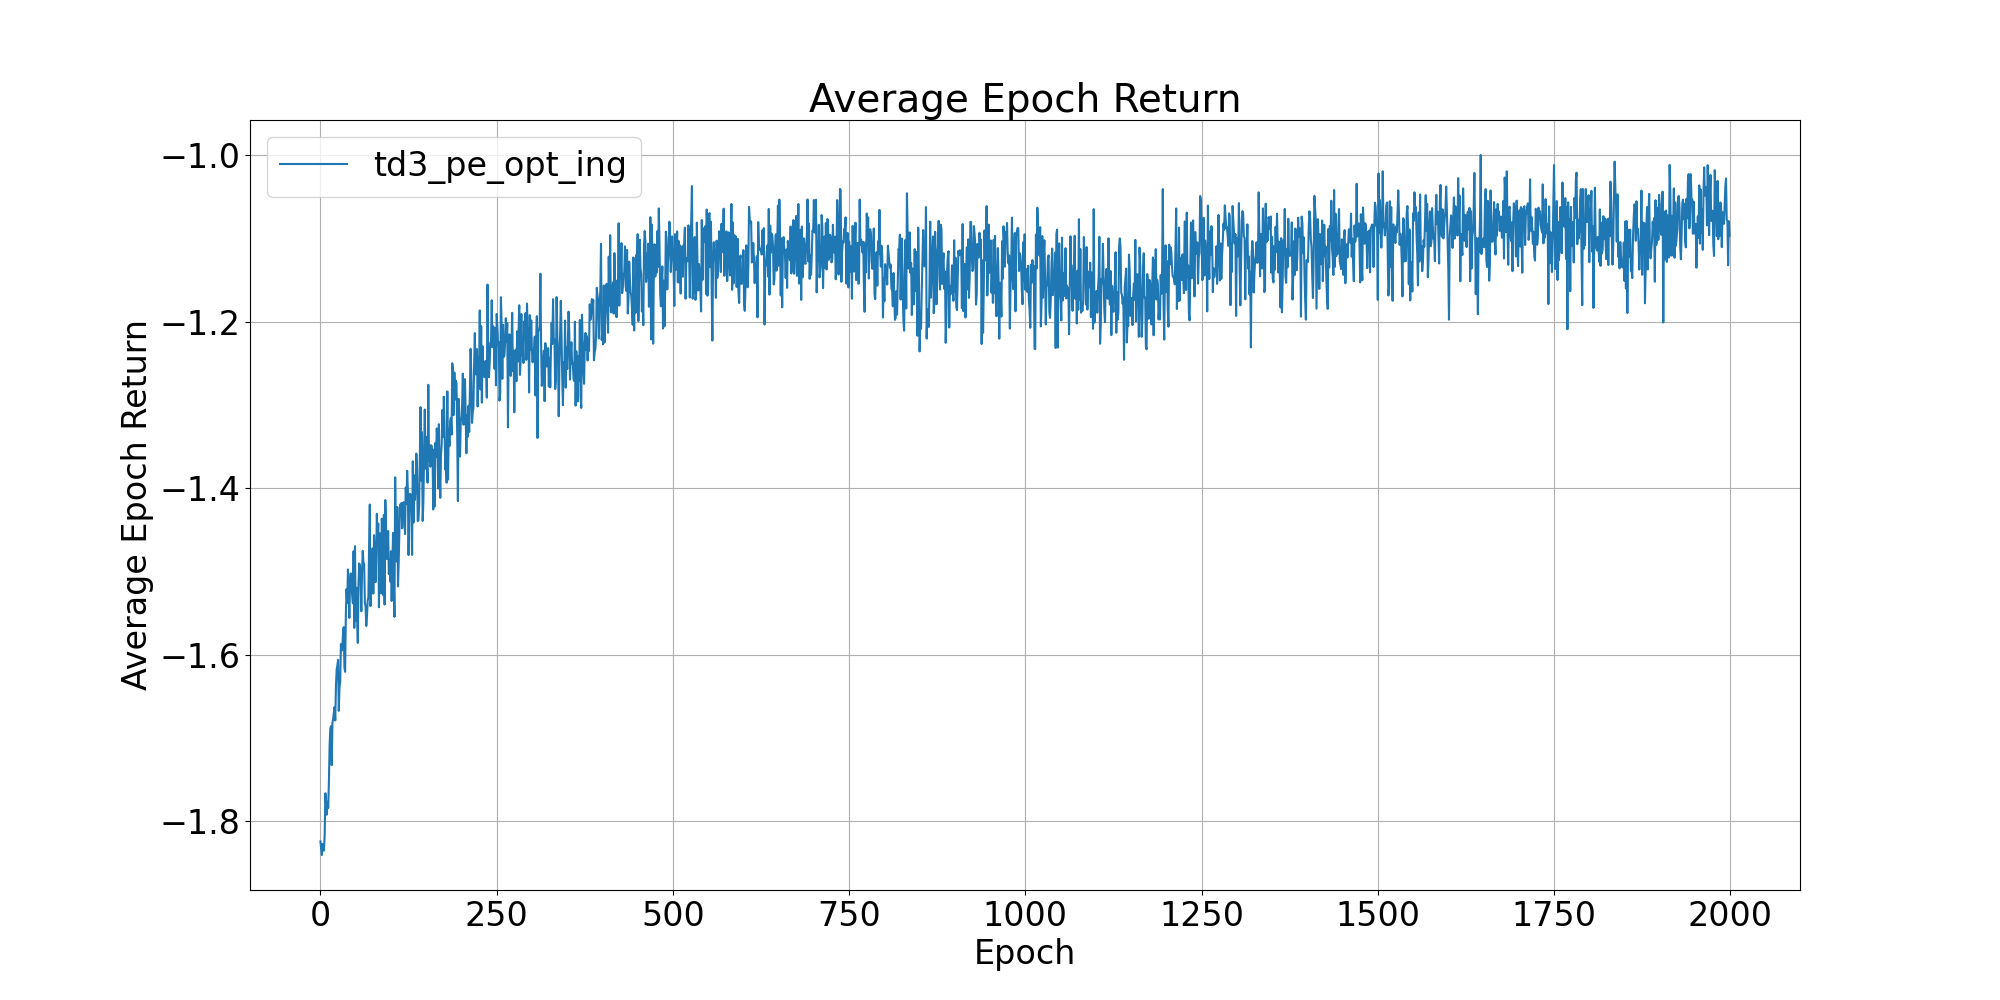 Average Epoch Return
td3_pe_opt_ing
Average Epoch Return
−1.0
−1.2
−1.4
−1.6
−1.8
0 250 500 750 1000 1250 1500 1750 2000
Epoch